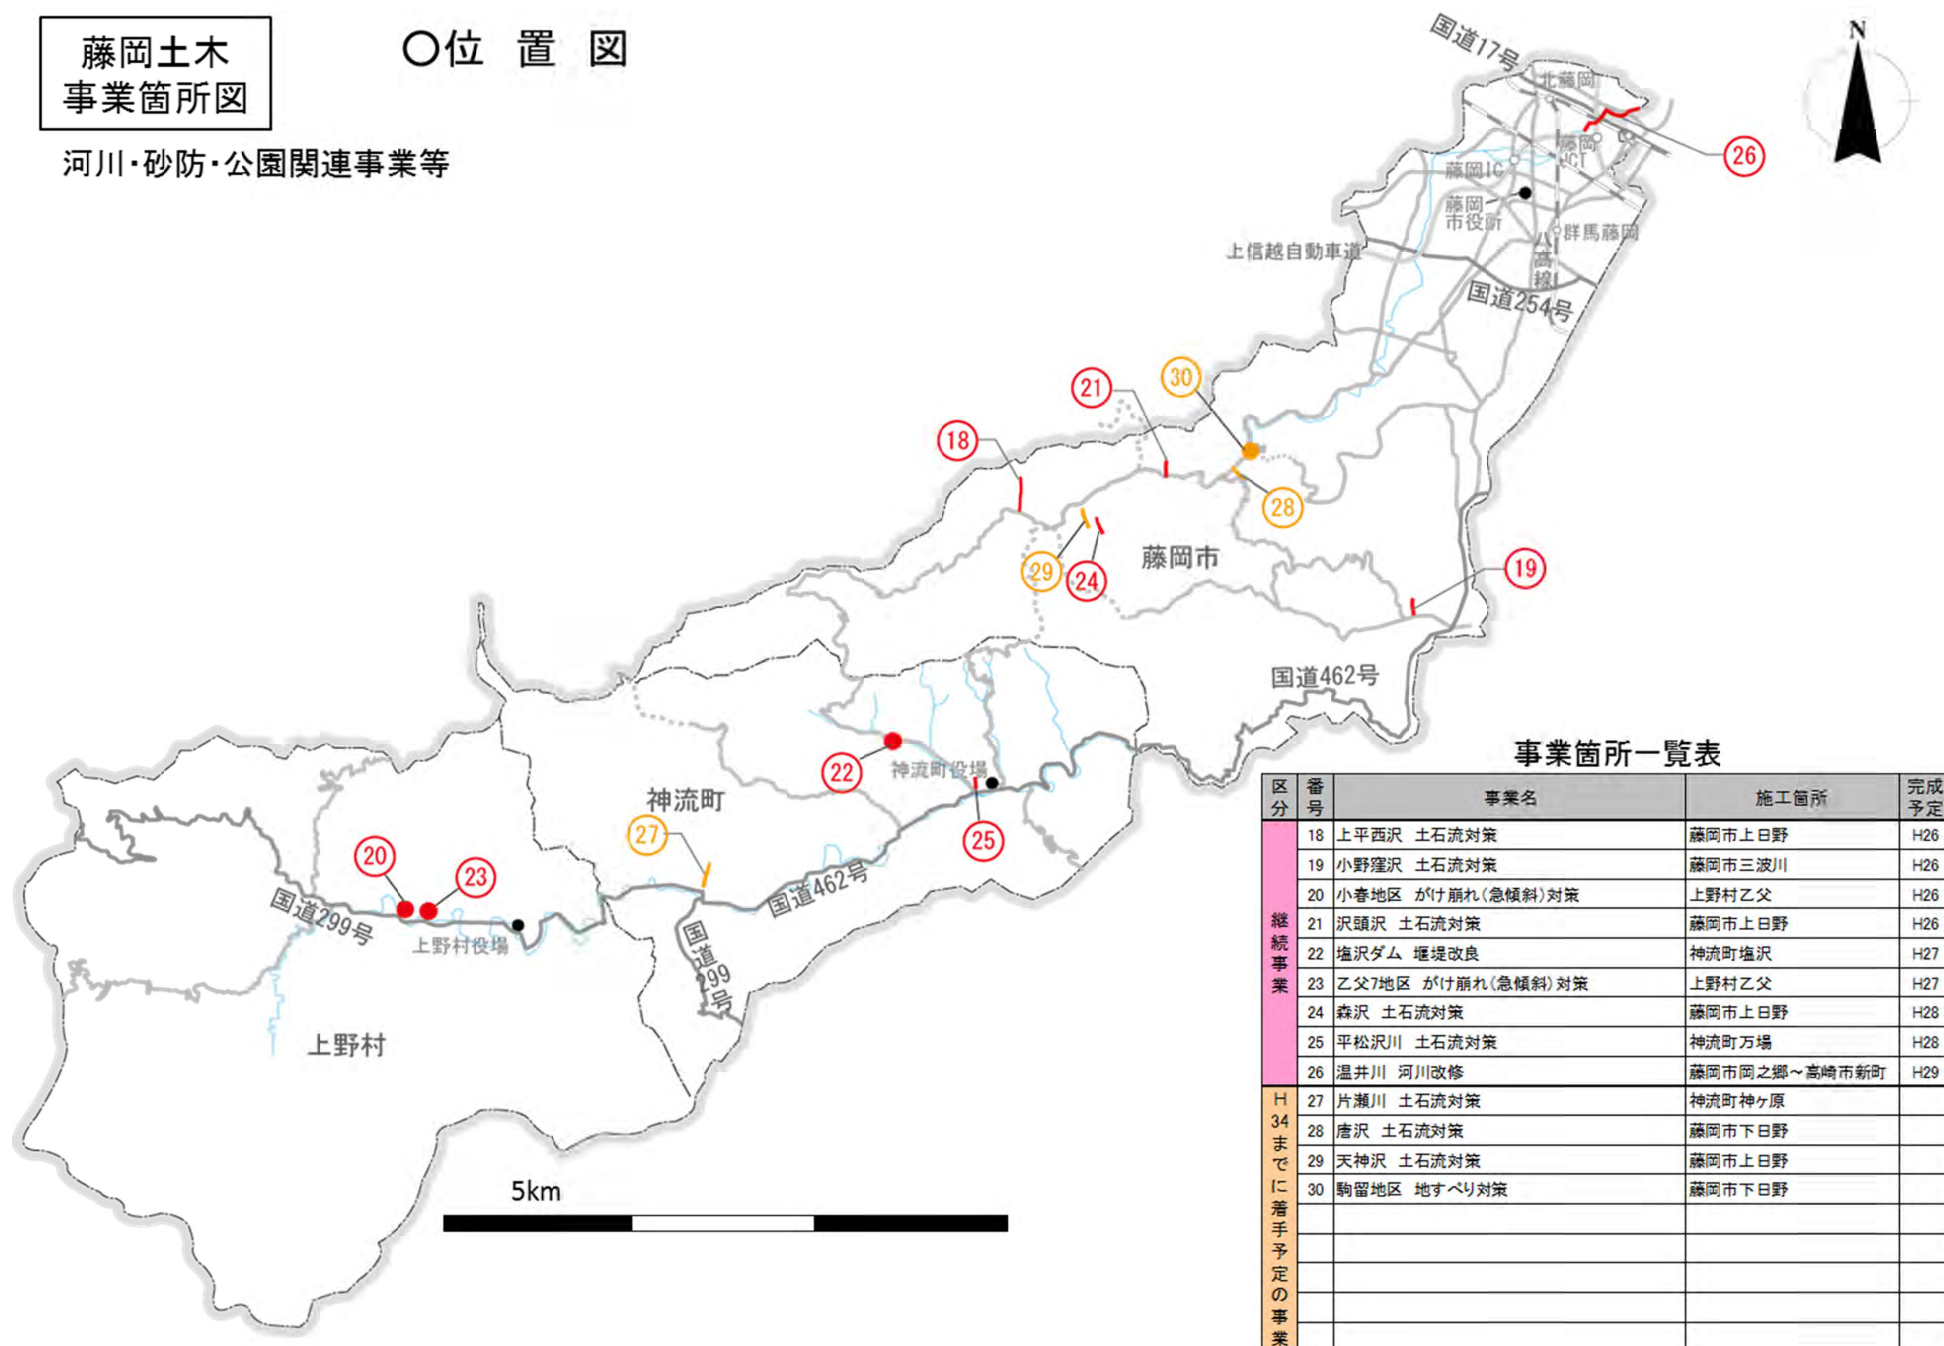 藤岡土木
事業箇所図
〇位 置 図
河川・砂防・公園関連事業等
N
国道17号
北藤岡
藤岡
JCT
26
藤岡IC
藤岡
市役所
群馬藤岡
八高線
上信越自動車道
国道254号
30
21
18
28
29
24
藤岡市
19
国道462号
22
神流町役場
神流町
27
25
20
23
国道462号
国道299号
上野村役場
国道299号
上野村
5km
事業箇所一覧表
区分 番号 事業名 施工箇所 完成予定
継続事業
18 上平西沢 土石流対策 藤岡市上日野 H26
19 小野窪沢 土石流対策 藤岡市三波川 H26
20 小春地区 がけ崩れ(急傾斜)対策 上野村乙父 H26
21 沢頭沢 土石流対策 藤岡市上日野 H26
22 塩沢ダム 堰堤改良 神流町塩沢 H27
23 乙父7地区 がけ崩れ(急傾斜)対策 上野村乙父 H27
24 森沢 土石流対策 藤岡市上日野 H28
25 平松沢川 土石流対策 神流町万場 H28
26 温井川 河川改修 藤岡市岡之郷～高崎市新町 H29
H34までに着手予定の事業
27 片瀬川 土石流対策 神流町神ヶ原
28 唐沢 土石流対策 藤岡市下日野
29 天神沢 土石流対策 藤岡市上日野
30 駒留地区 地すべり対策 藤岡市下日野